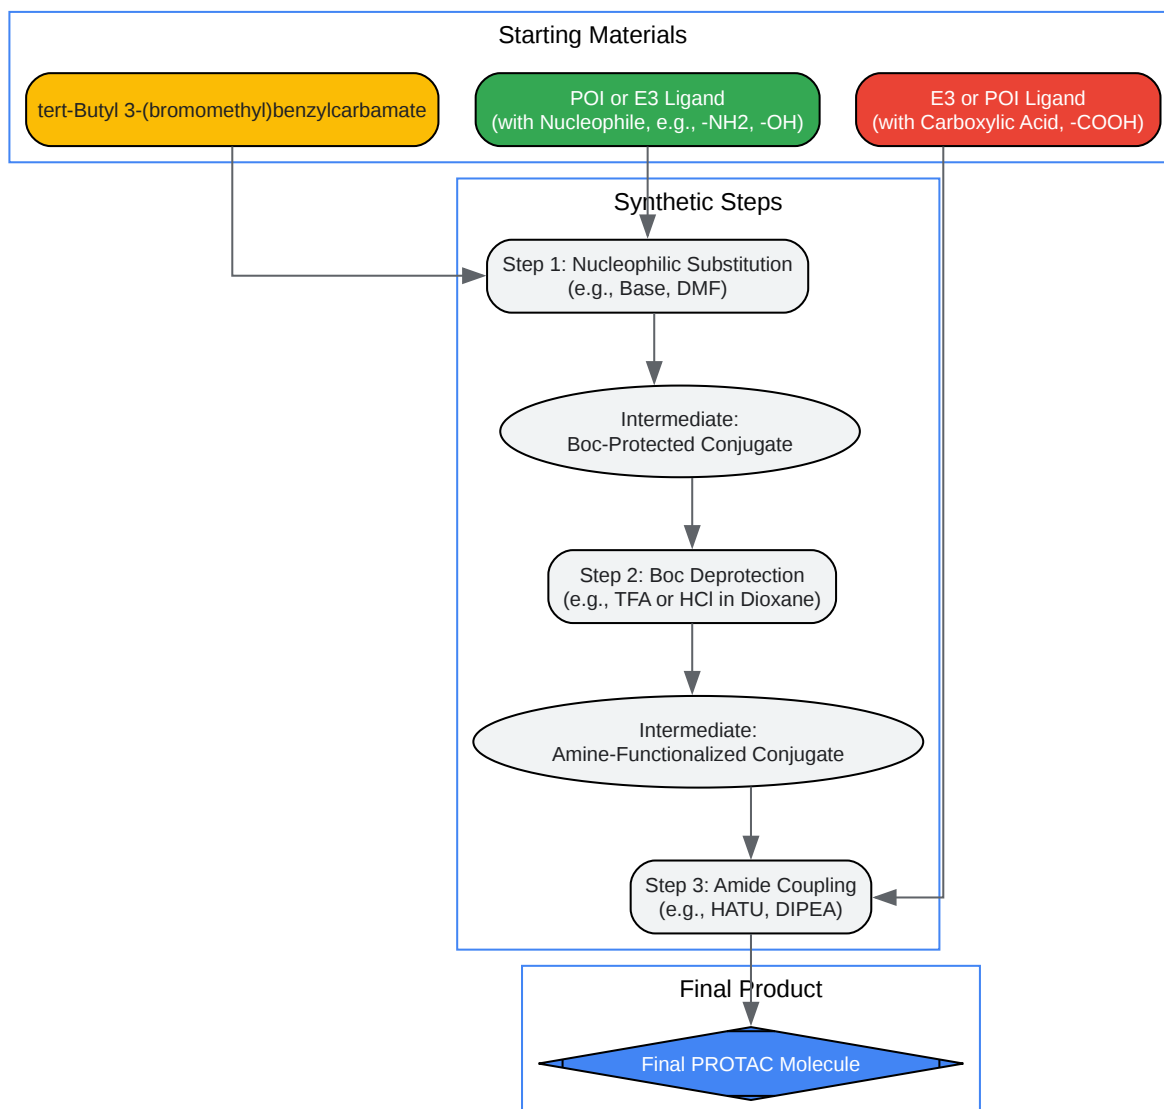 Starting Materials
tert-Butyl 3-(bromomethyl)benzylcarbamate
POI or E3 Ligand
(with Nucleophile, e.g., -NH2, -OH)
E3 or POI Ligand
(with Carboxylic Acid, -COOH)
Synthetic Steps
Step 1: Nucleophilic Substitution
(e.g., Base, DMF)
Intermediate:
Boc-Protected Conjugate
Step 2: Boc Deprotection
(e.g., TFA or HCl in Dioxane)
Intermediate:
Amine-Functionalized Conjugate
Step 3: Amide Coupling
(e.g., HATU, DIPEA)
Final Product
Final PROTAC Molecule